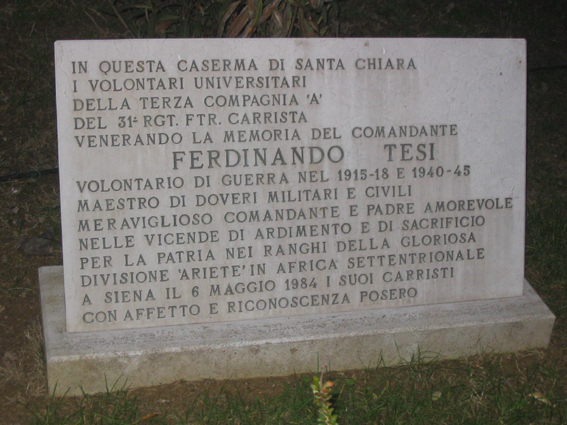 IN QUESTA CASERMA DI SANTA CHIARA
I VOLONTARI UNIVERSITARI
DELLA TERZA COMPAGNIA 'A'
DEL 31º RGT. FTR. CARRISTA
VENERANDO LA MEMORIA DEL COMANDANTE
FERDINANDO TESI
VOLONTARIO DI GUERRA NEL 1915-18 E 1940-45
MAESTRO DI DOVERI MILITARI E CIVILI
MERAVIGLIOSO COMANDANTE E PADRE AMOREVOLE
NELLE VICENDE DI ARDIMENTO E DI SACRIFICIO
PER LA PATRIA NEI RANGHI DELLA GLORIOSA
DIVISIONE 'ARIETE' IN AFRICA SETTENTRIONALE
A SIENA IL 6 MAGGIO 1984 I SUOI CARRISTI
CON AFFETTO E RICONOSCENZA POSERO